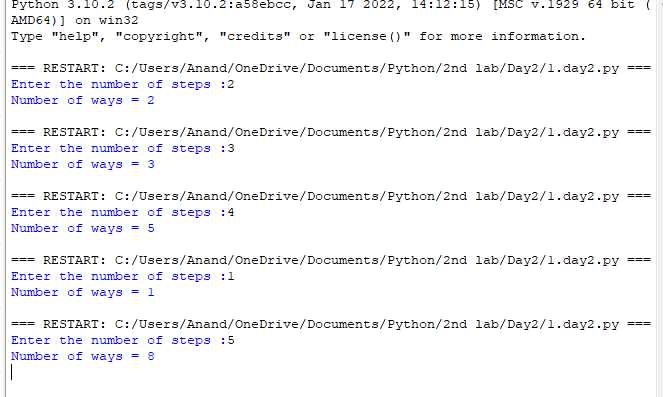 Python 3.10.2 (tags/v3.10.2:a58ebcc, Jan 17 2022, 14:12:15) [MSC v.1929 64 bit (
AMD64)] on win32
Type "help", "copyright", "credits" or "license()" for more information.
=== RESTART: C:/Users/Anand/OneDrive/Documents/Python/2nd lab/Day2/1.day2.py ===
Enter the number of steps :2
Number of ways = 2
=== RESTART: C:/Users/Anand/OneDrive/Documents/Python/2nd lab/Day2/1.day2.py ===
Enter the number of steps :3
Number of ways = 3
=== RESTART: C:/Users/Anand/OneDrive/Documents/Python/2nd lab/Day2/1.day2.py ===
Enter the number of steps :4
Number of ways = 5
=== RESTART: C:/Users/Anand/OneDrive/Documents/Python/2nd lab/Day2/1.day2.py ===
Enter the number of steps :1
Number of ways = 1
=== RESTART: C:/Users/Anand/OneDrive/Documents/Python/2nd lab/Day2/1.day2.py ===
Enter the number of steps :5
Number of ways = 8